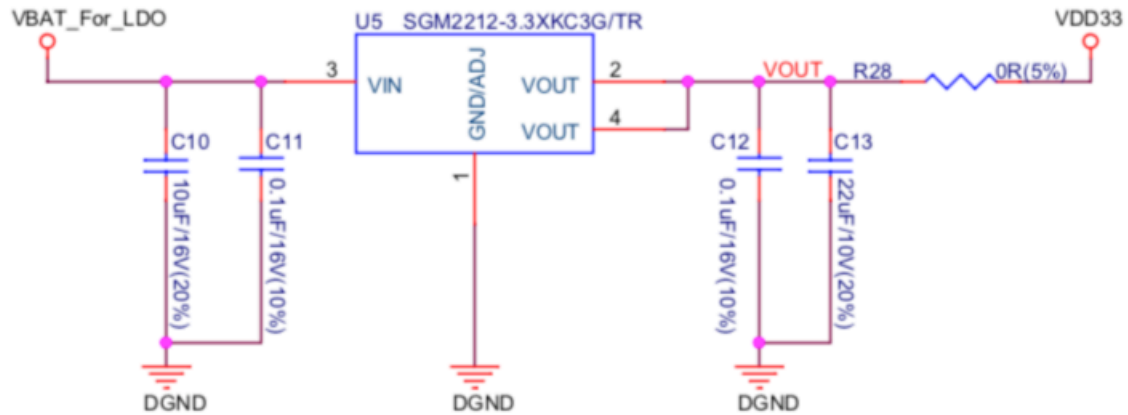 VBAT_For_LDO
U5 SGM2212-3.3XKC3G/TR
VDD33
3
VIN
GND/ADJ
VOUT
2
VOUT
4
1
VOUT
R28
0R(5%)
C10
10uF/16V(20%)
C11
0.1uF/16V(10%)
C12
0.1uF/16V(10%)
C13
22uF/10V(20%)
DGND
DGND
DGND